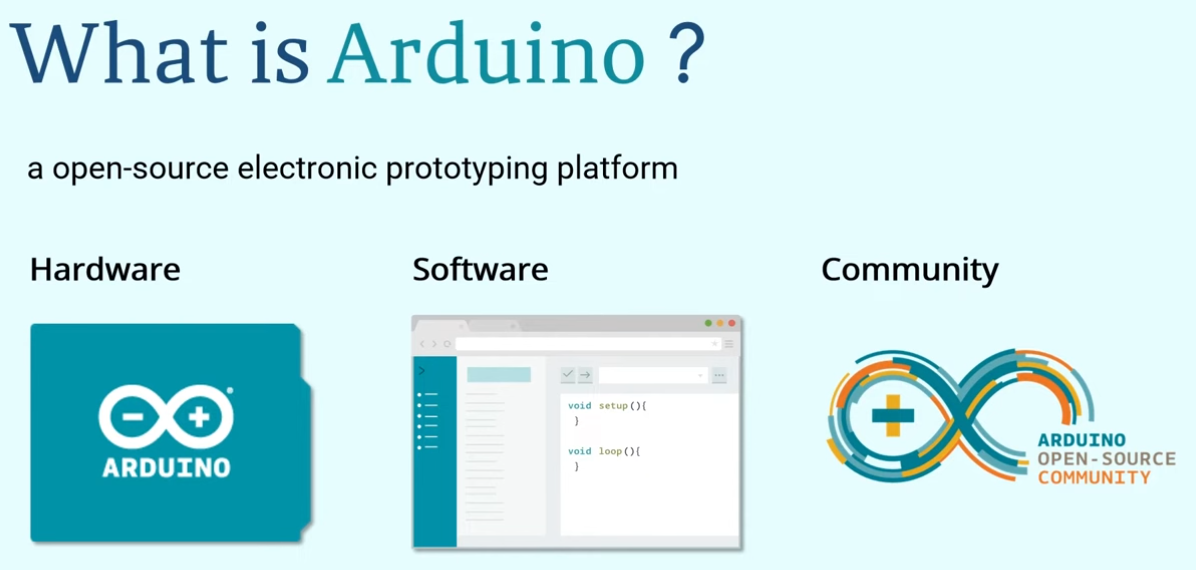 What is Arduino ?
a open-source electronic prototyping platform
Hardware
Software
Community
ARDUINO
void setup(){
}
void loop(){
}
ARDUINO
OPEN-SOURCE
COMMUNITY